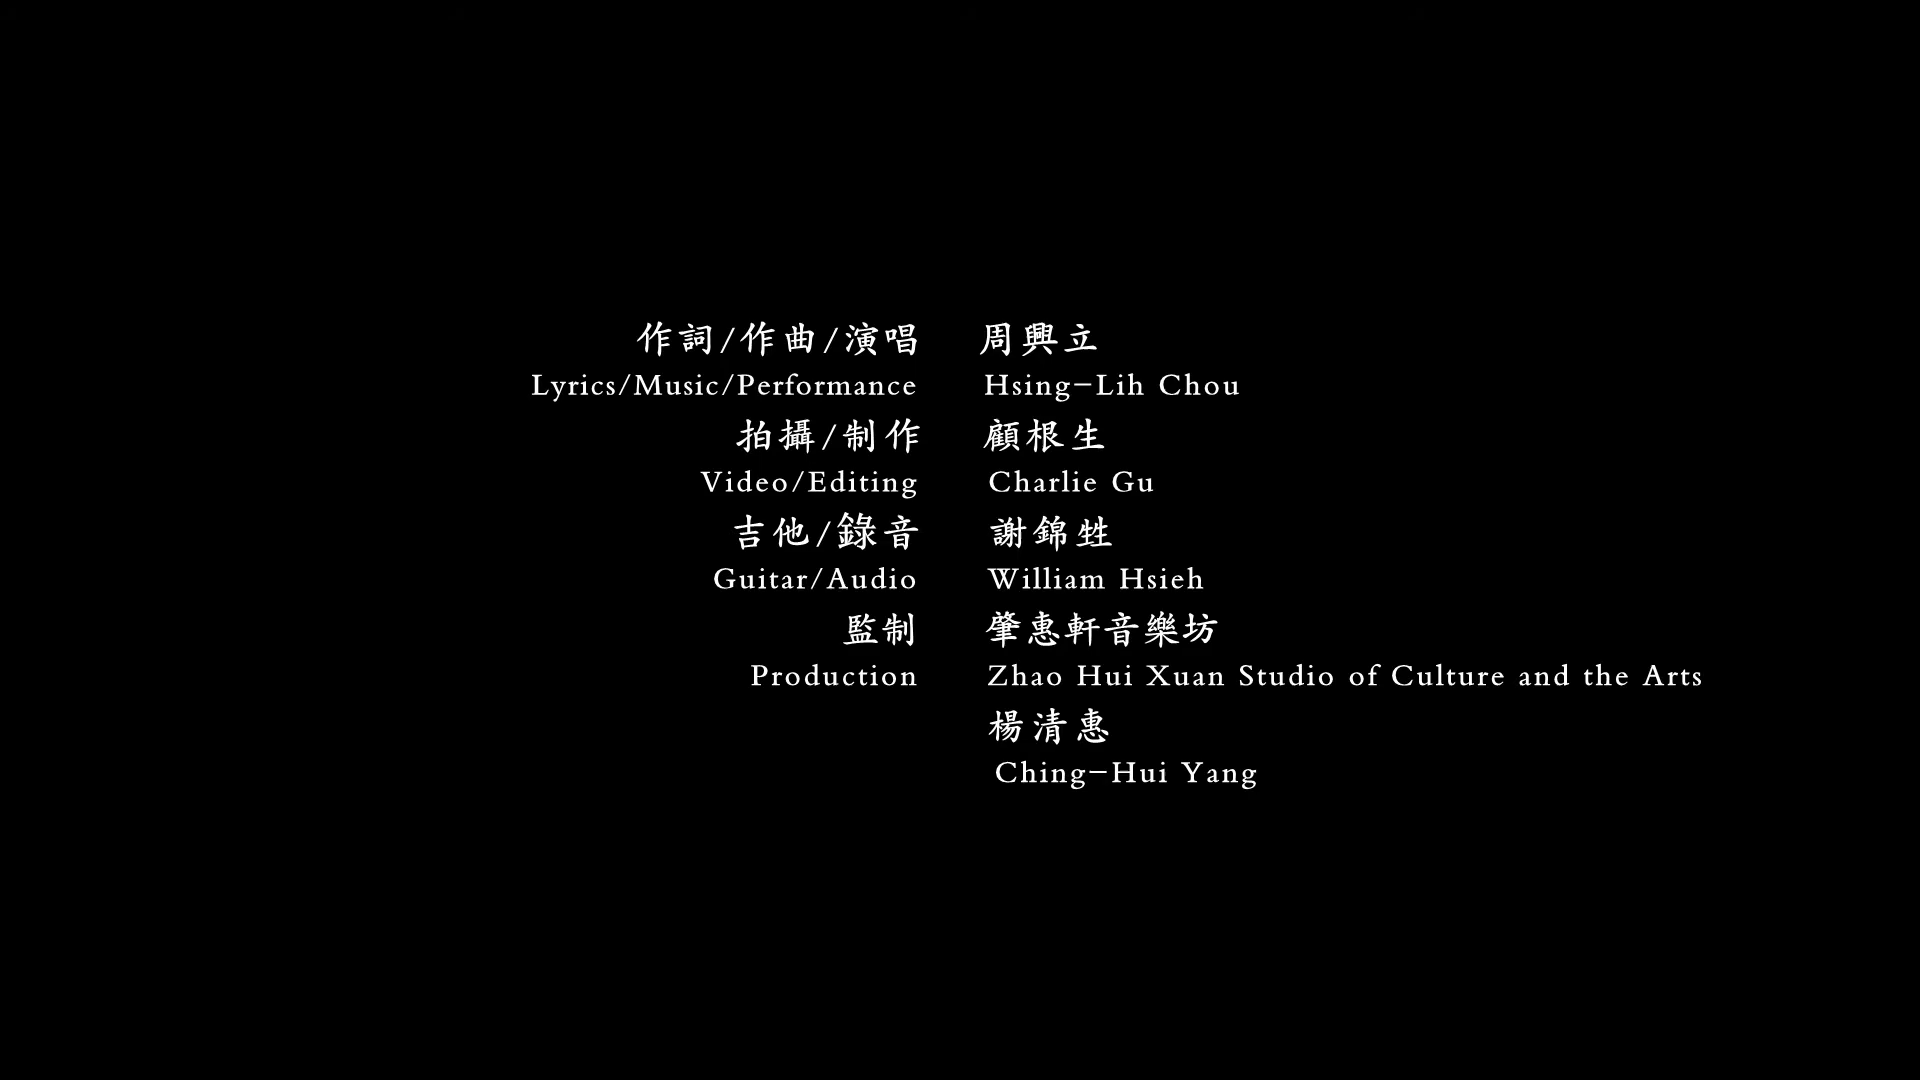 作詞/作曲/演唱 周興立
Lyrics/Music/Performance Hsing-Lih Chou
拍攝/制作 顧根生
Video/Editing Charlie Gu
吉他/錄音 謝錦甡
Guitar/Audio William Hsieh
監制 肇惠軒音樂坊
Production Zhao Hui Xuan Studio of Culture and the Arts
楊清惠
Ching-Hui Yang